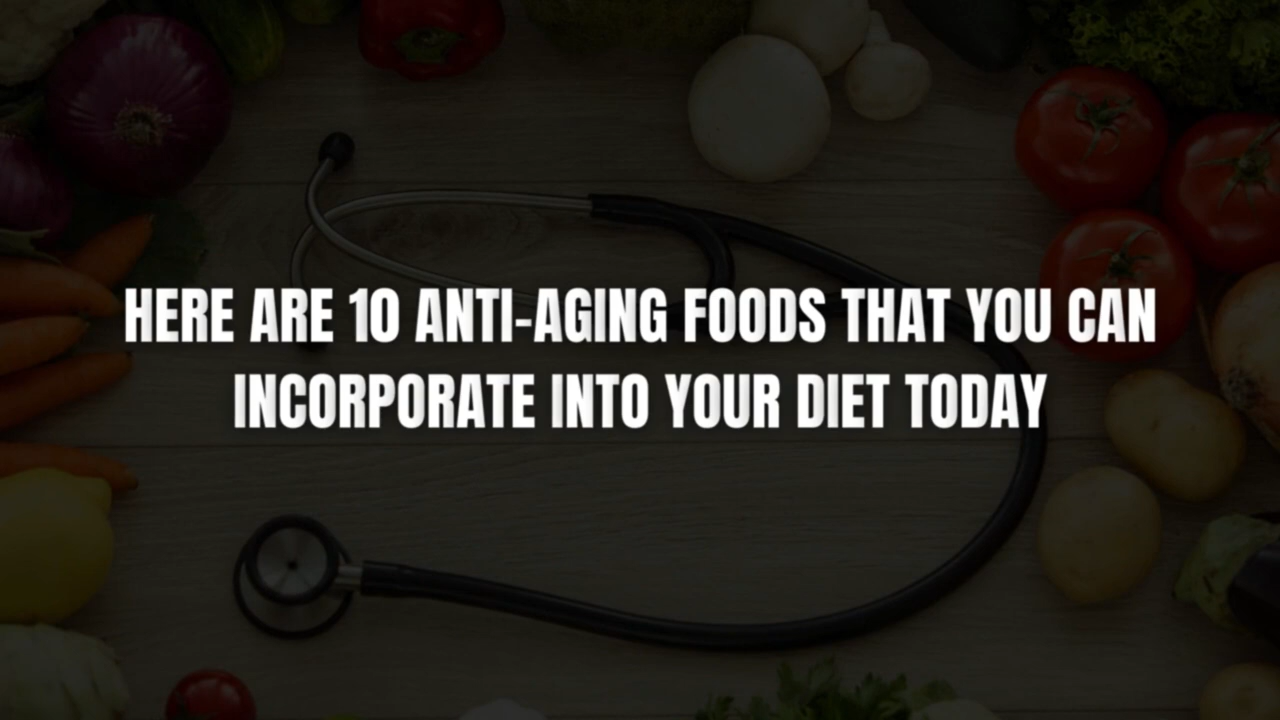 HERE ARE 10 ANTI-AGING FOODS THAT YOU CAN
INCORPORATE INTO YOUR DIET TODAY